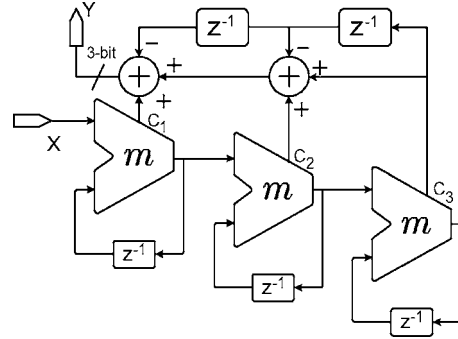 Y
z⁻¹
z⁻¹
3-bit
−
−
+
+
+
+
+
+
X
C₁
m
C₂
m
C₃
m
z⁻¹
z⁻¹
z⁻¹